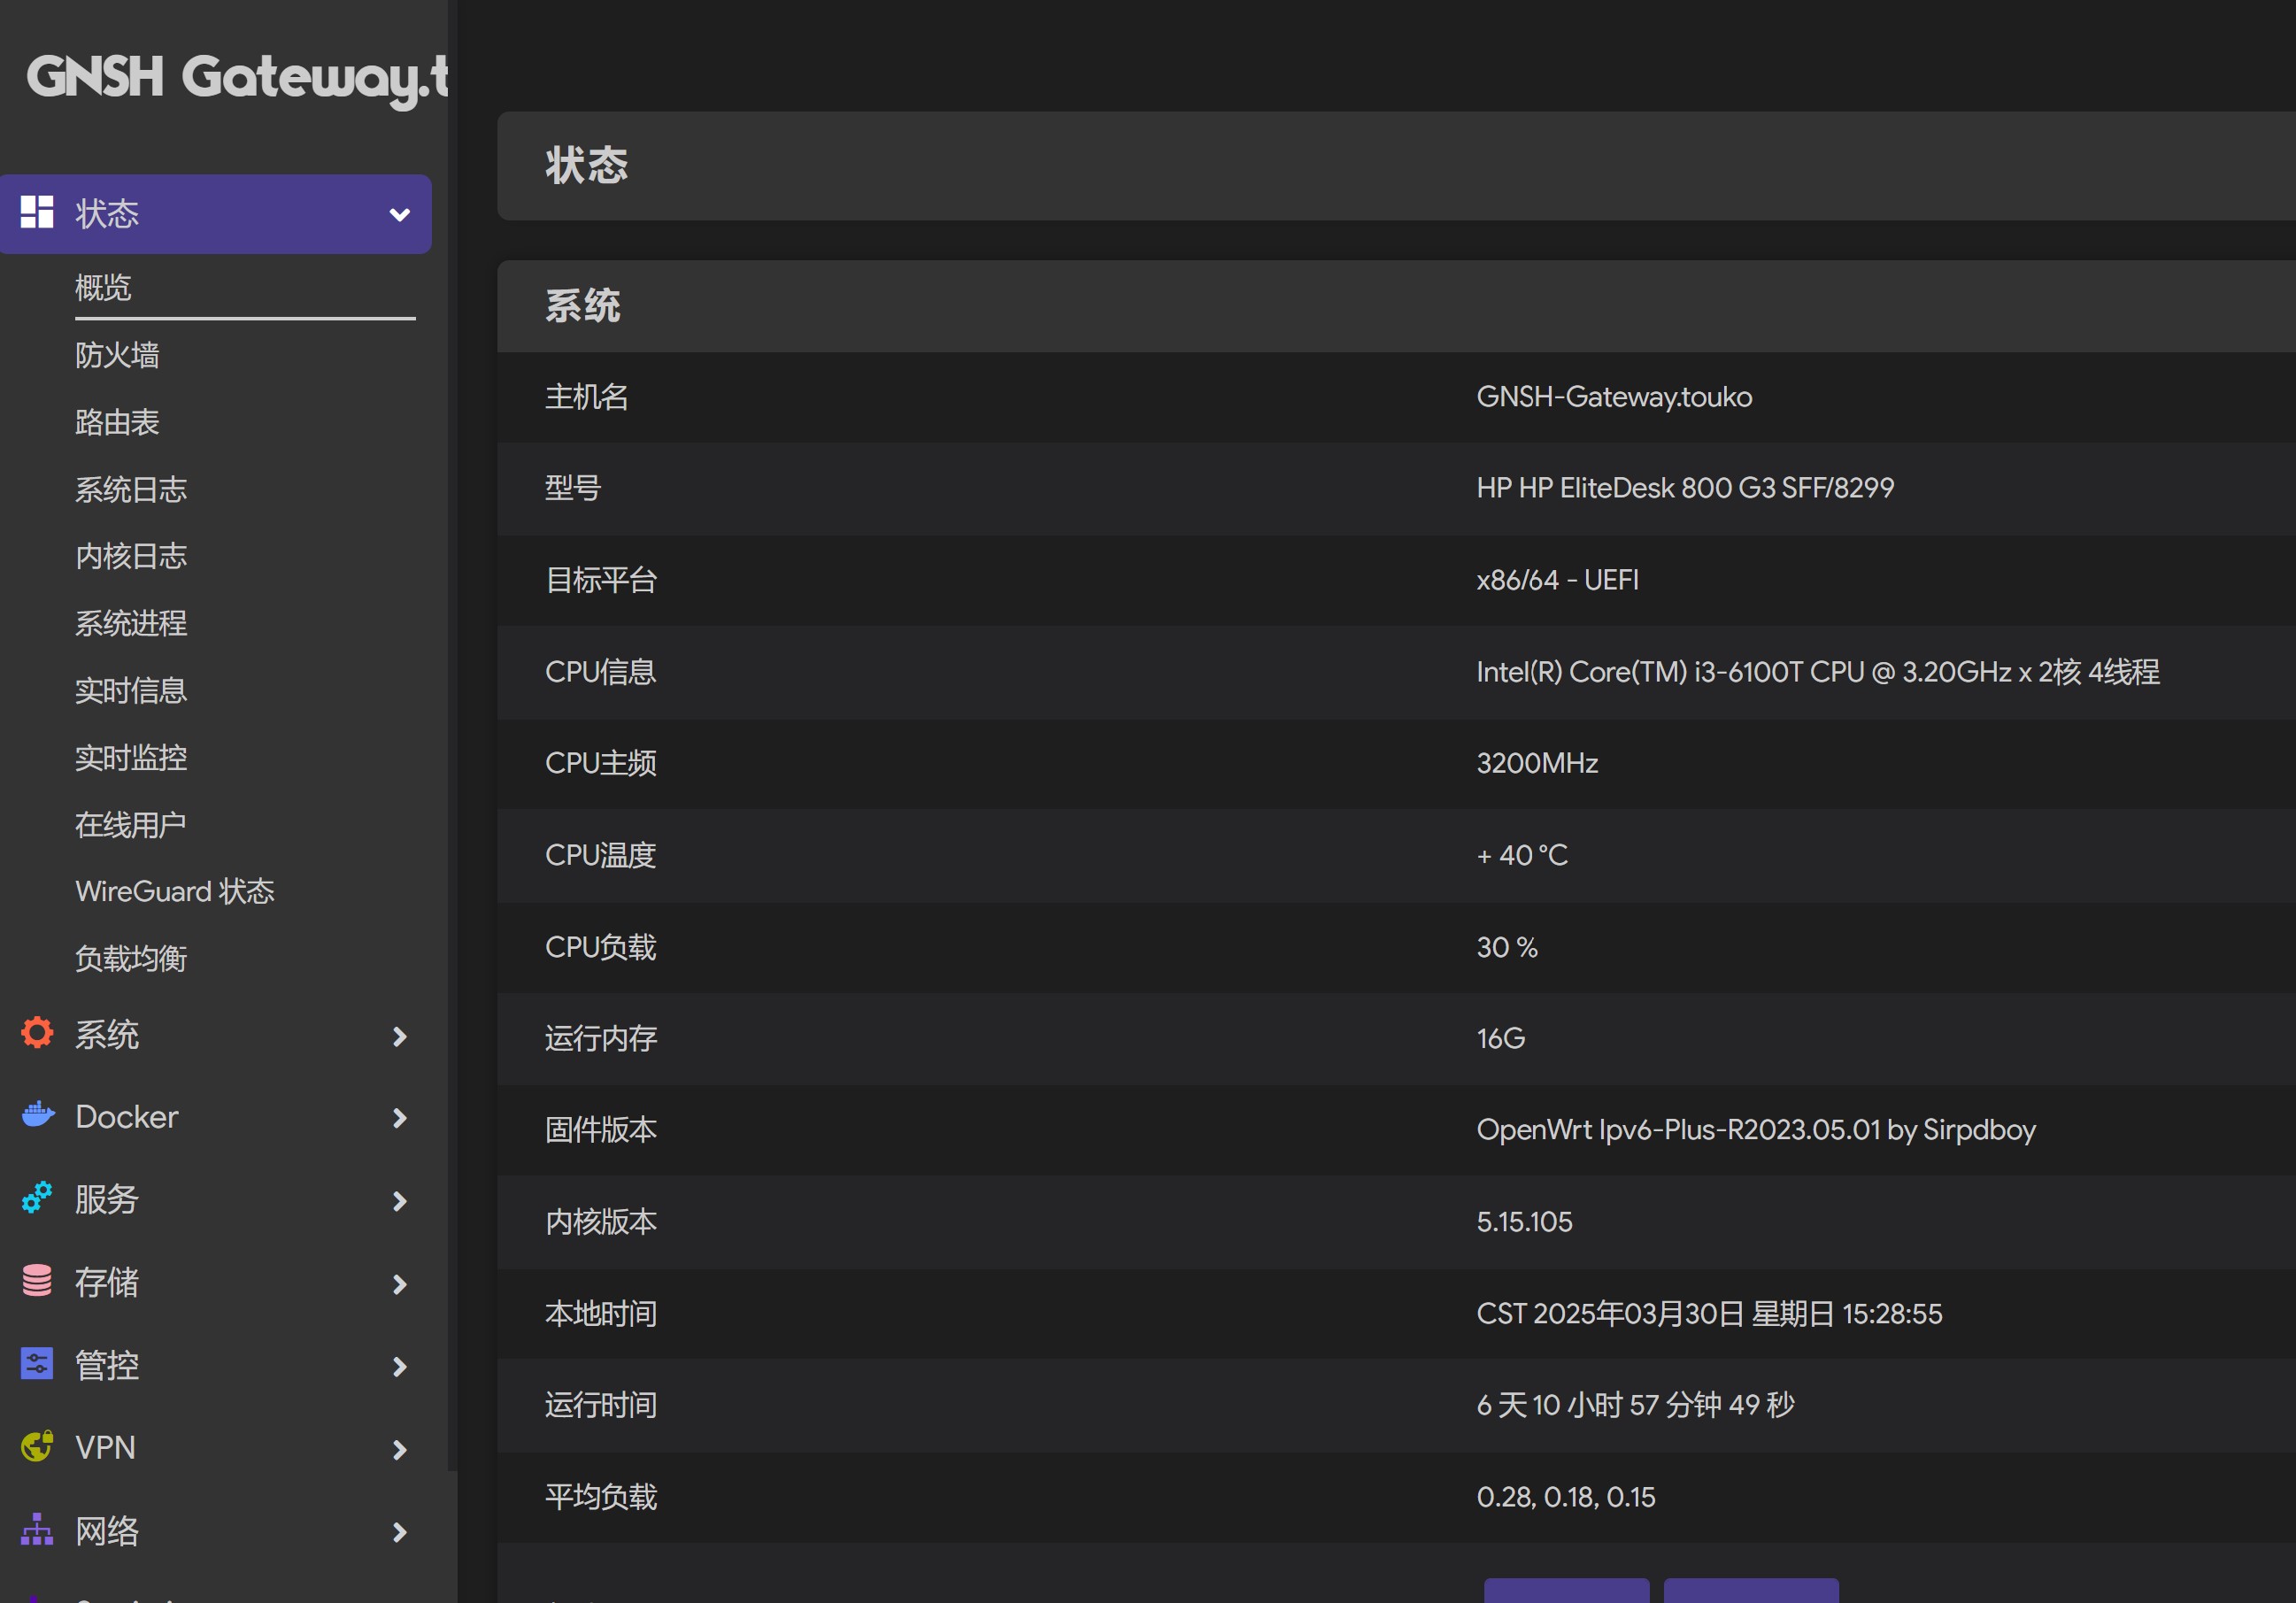 GNSH Gateway.t
状态
概览
防火墙
路由表
系统日志
内核日志
系统进程
实时信息
实时监控
在线用户
WireGuard 状态
负载均衡
系统
Docker
服务
存储
管控
VPN
网络
状态
系统
主机名 GNSH-Gateway.touko
型号 HP HP EliteDesk 800 G3 SFF/8299
目标平台 x86/64 - UEFI
CPU信息 Intel(R) Core(TM) i3-6100T CPU @ 3.20GHz x 2核 4线程
CPU主频 3200MHz
CPU温度 + 40 °C
CPU负载 30 %
运行内存 16G
固件版本 OpenWrt Ipv6-Plus-R2023.05.01 by Sirpdboy
内核版本 5.15.105
本地时间 CST 2025年03月30日 星期日 15:28:55
运行时间 6 天 10 小时 57 分钟 49 秒
平均负载 0.28, 0.18, 0.15